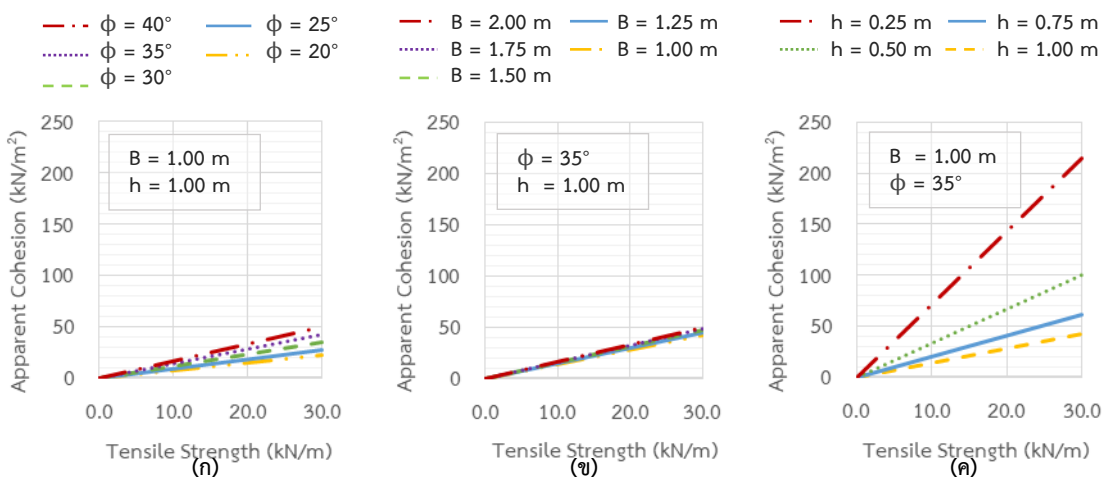 ϕ = 40°
ϕ = 25°
ϕ = 35°
ϕ = 20°
ϕ = 30°
Apparent Cohesion (kN/m²)
250
200
150
100
50
0
B = 1.00 m
h = 1.00 m
0.0 10.0 20.0 30.0
Tensile Strength (kN/m)
(ก)
B = 2.00 m
B = 1.25 m
B = 1.75 m
B = 1.00 m
B = 1.50 m
Apparent Cohesion (kN/m²)
250
200
150
100
50
0
ϕ = 35°
h = 1.00 m
0.0 10.0 20.0 30.0
Tensile Strength (kN/m)
(ข)
h = 0.25 m
h = 0.75 m
h = 0.50 m
h = 1.00 m
Apparent Cohesion (kN/m²)
250
200
150
100
50
0
B = 1.00 m
ϕ = 35°
0.0 10.0 20.0 30.0
Tensile Strength (kN/m)
(ค)